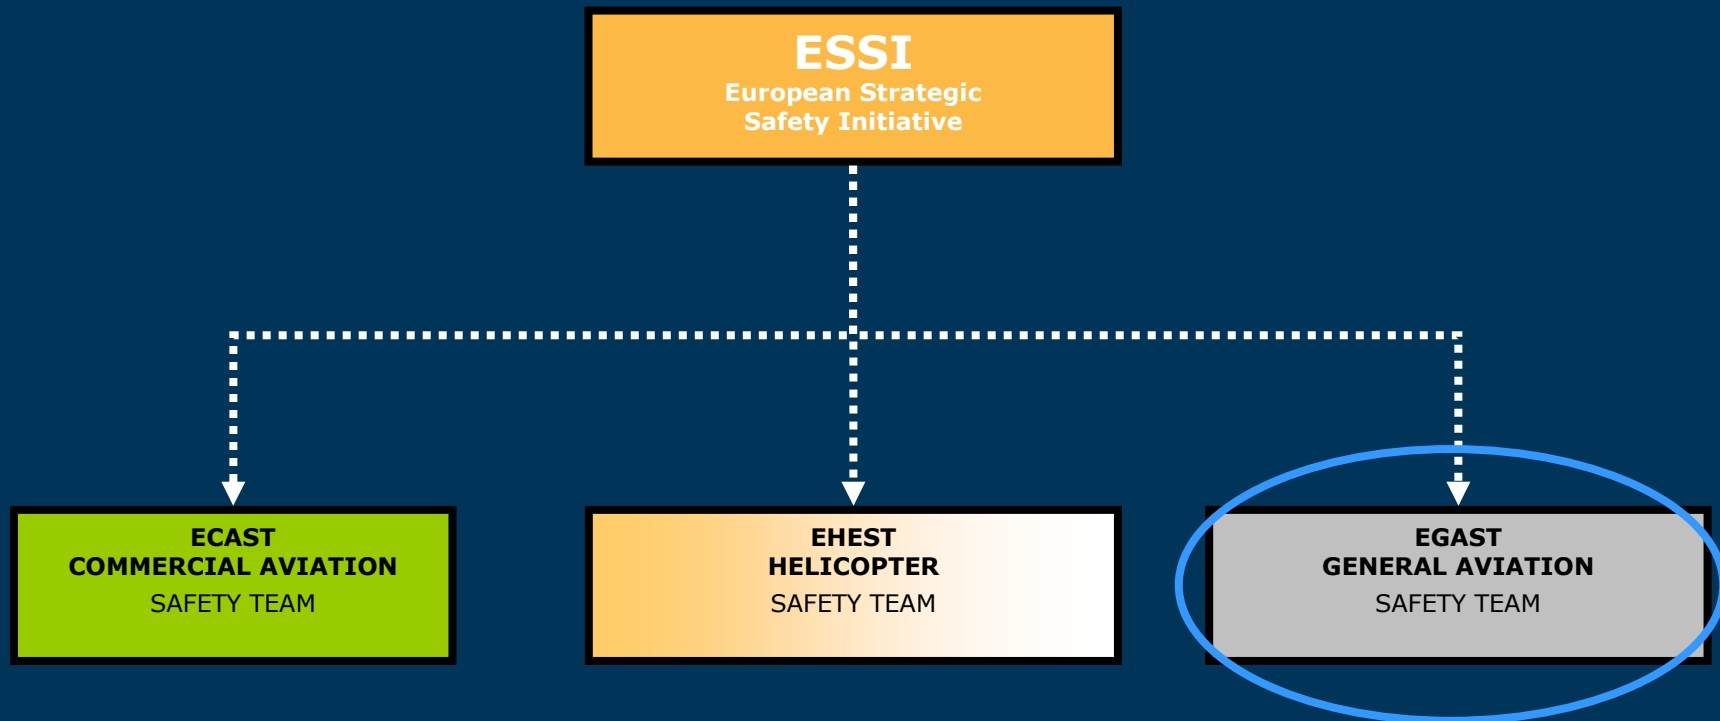 ESSI
European Strategic
Safety Initiative
ECAST
COMMERCIAL AVIATION
SAFETY TEAM
EHEST
HELICOPTER
SAFETY TEAM
EGAST
GENERAL AVIATION
SAFETY TEAM